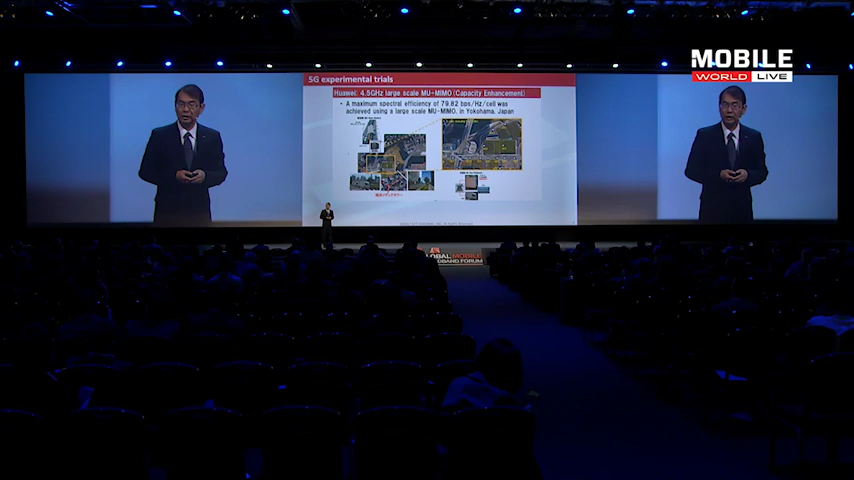 MOBILE
WORLD LIVE
5G experimental trials
Huawei: 4.5GHz large scale MU-MIMO(Capacity Enhancement)
• A maximum spectral efficiency of 79.82 bps/Hz/cell was
achieved using a large scale MU-MIMO, in Yokohama, Japan
GLOBAL MOBILE
BROADBAND FORUM